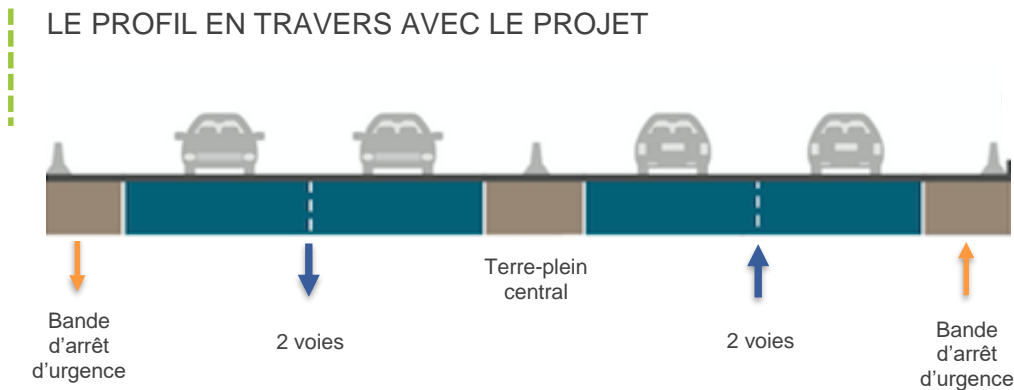 LE PROFIL EN TRAVERS AVEC LE PROJET
Bande
d'arrêt
d'urgence
2 voies
Terre-plein
central
2 voies
Bande
d'arrêt
d'urgence